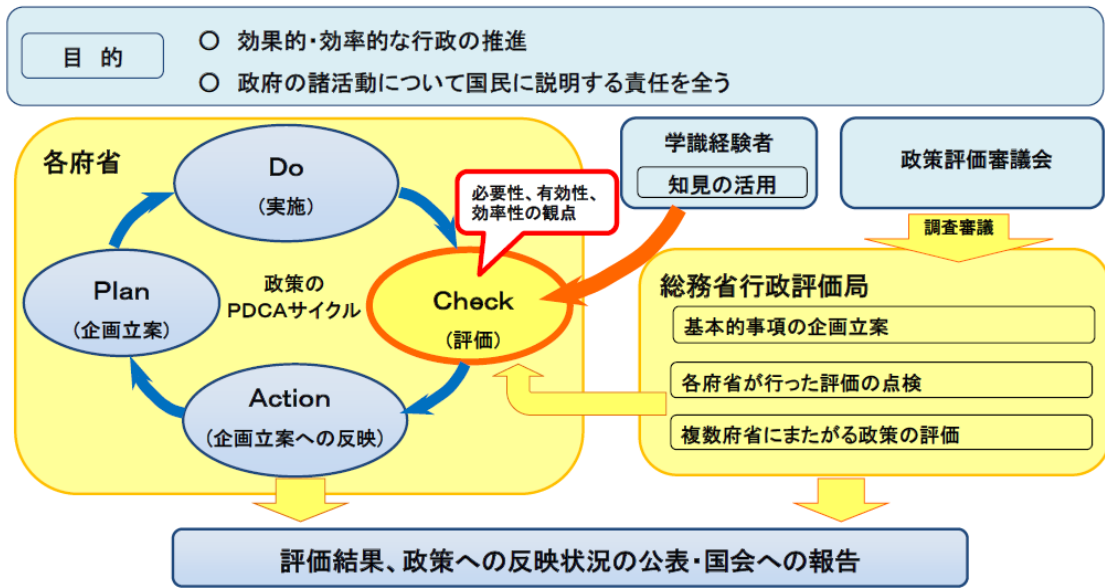 目 的
○ 効果的・効率的な行政の推進
○ 政府の諸活動について国民に説明する責任を全う
各府省
Do
(実施)
必要性、有効性、
効率性の観点
Plan
(企画立案)
政策の
PDCAサイクル
Check
(評価)
Action
(企画立案への反映)
学識経験者
知見の活用
政策評価審議会
調査審議
総務省行政評価局
基本的事項の企画立案
各府省が行った評価の点検
複数府省にまたがる政策の評価
評価結果、政策への反映状況の公表・国会への報告